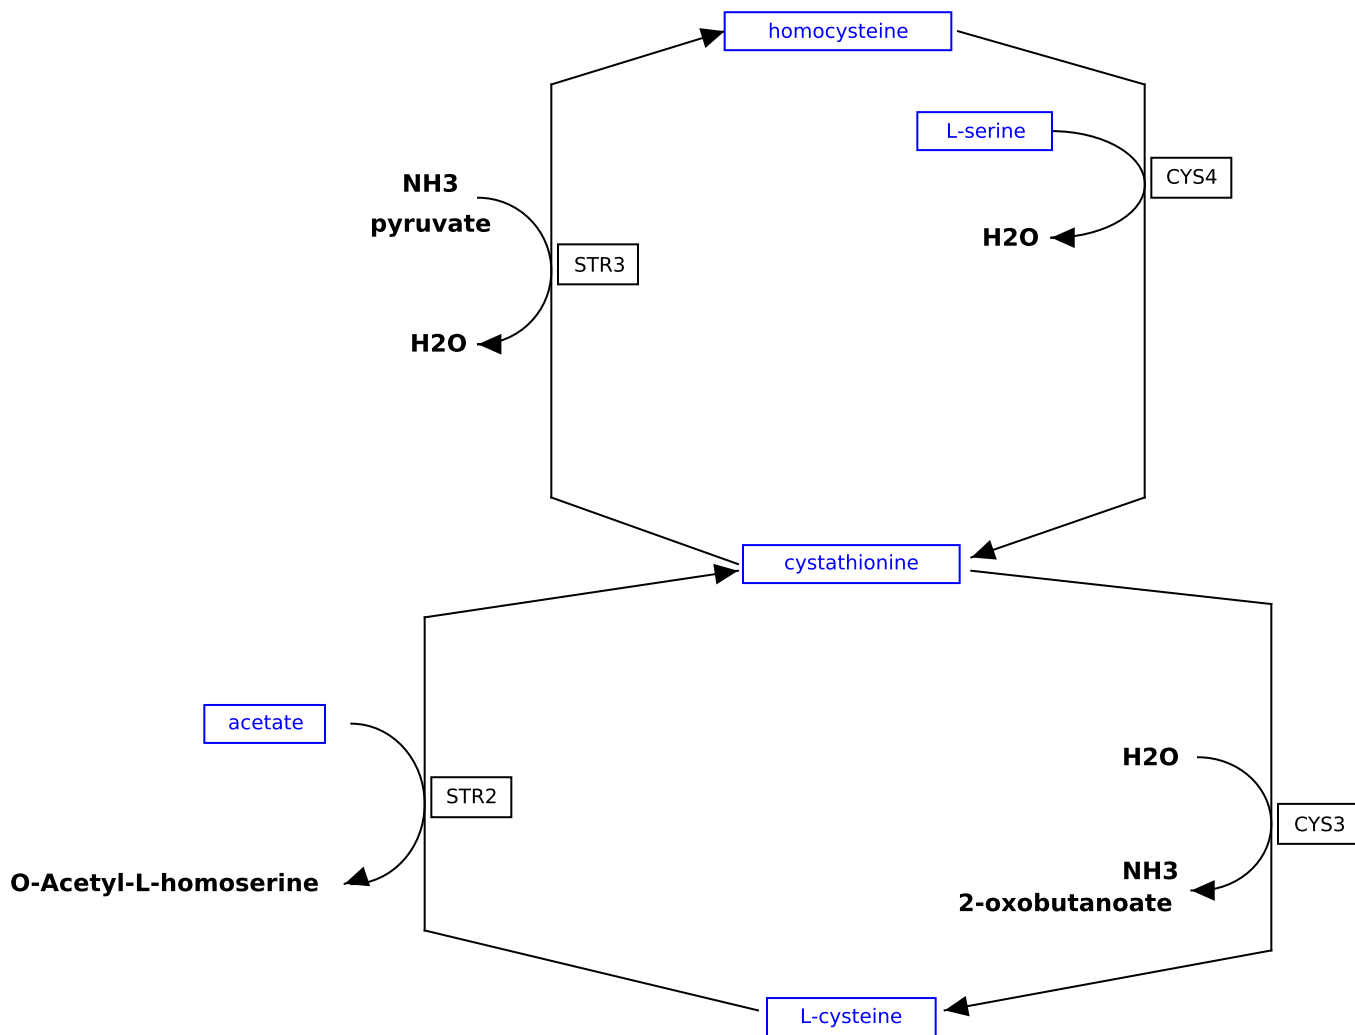 homocysteine
L-serine
CYS4
NH3
pyruvate
H2O
STR3
H2O
cystathionine
acetate
H2O
STR2
CYS3
NH3
O-Acetyl-L-homoserine
2-oxobutanoate
L-cysteine